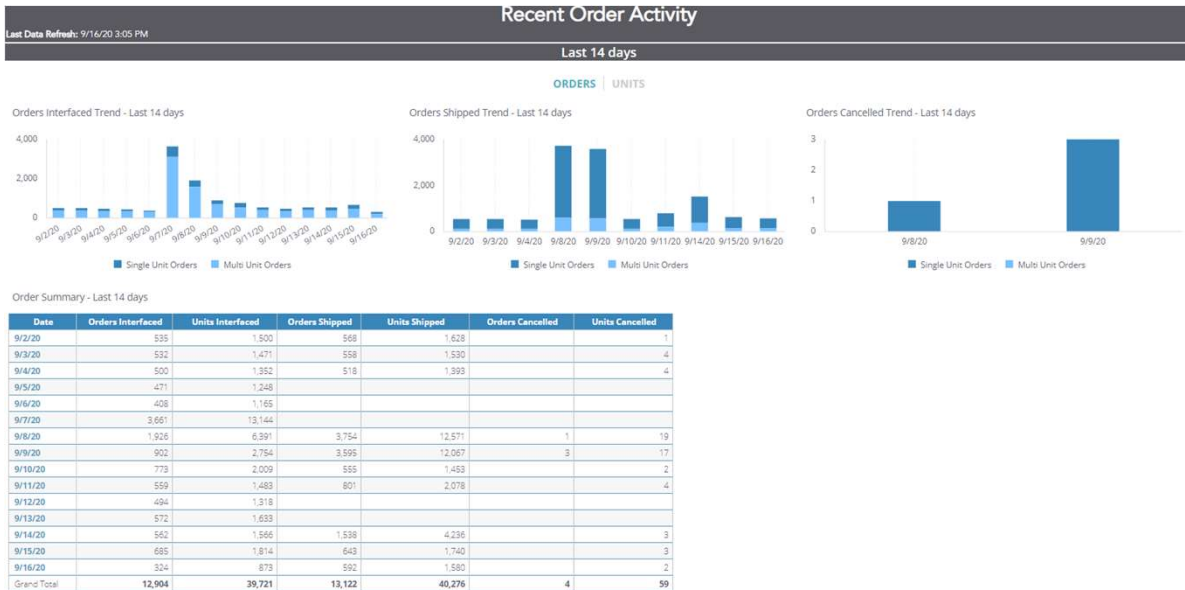 Recent Order Activity
Last Data Refresh: 9/16/20 3:05 PM
Last 14 days
ORDERS UNITS
Orders Interfaced Trend - Last 14 days
4,000
2,000
0
9/2/20 9/3/20 9/4/20 9/5/20 9/6/20 9/7/20 9/8/20 9/9/20 9/10/20 9/11/20 9/12/20 9/13/20 9/14/20 9/15/20 9/16/20
Single Unit Orders Multi Unit Orders
Orders Shipped Trend - Last 14 days
4,000
2,000
0
9/2/20 9/3/20 9/4/20 9/8/20 9/9/20 9/10/20 9/11/20 9/14/20 9/15/20 9/16/20
Single Unit Orders Multi Unit Orders
Orders Cancelled Trend - Last 14 days
3
2
1
0
9/8/20 9/9/20
Single Unit Orders Multi Unit Orders
Order Summary - Last 14 days
Date Orders Interfaced Units Interfaced Orders Shipped Units Shipped Orders Cancelled Units Cancelled
9/2/20 535 1,500 568 1,628 1
9/3/20 532 1,471 558 1,530 4
9/4/20 500 1,352 518 1,393 4
9/5/20 471 1,248
9/6/20 408 1,165
9/7/20 3,661 13,144
9/8/20 1,926 6,391 3,754 12,571 1 19
9/9/20 902 2,754 3,595 12,067 3 17
9/10/20 773 2,009 555 1,453 2
9/11/20 559 1,483 801 2,078 4
9/12/20 494 1,318
9/13/20 572 1,633
9/14/20 562 1,566 1,538 4,236 3
9/15/20 685 1,814 643 1,740 3
9/16/20 324 873 592 1,580 2
Grand Total 12,904 39,721 13,122 40,276 4 59